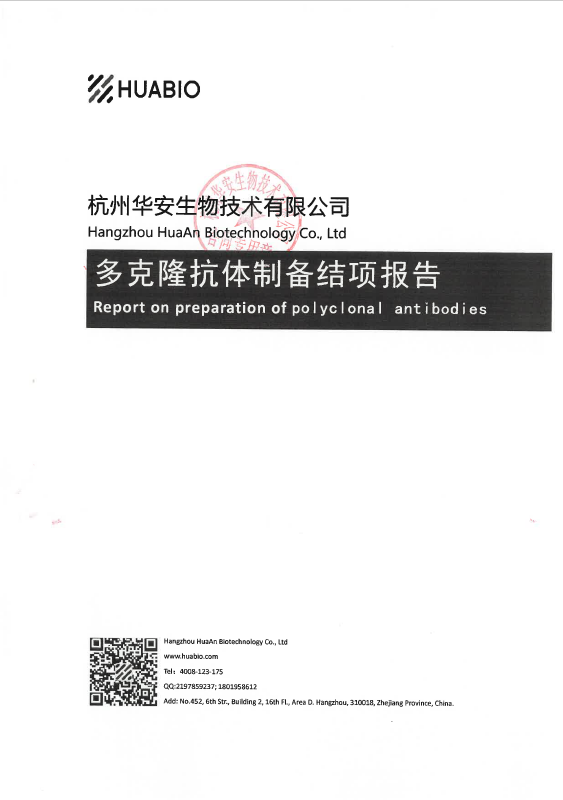 HUABIO
杭州华安生物技术有限公司
Hangzhou HuaAn Biotechnology Co., Ltd
多克隆抗体制备结项报告
Report on preparation of polyclonal antibodies
Hangzhou HuaAn Biotechnology Co., Ltd
www.huabio.com
Tel: 4008-123-175
QQ:2197859237; 1801958612
Add: No.452, 6th Str., Building 2, 16th Fl., Area D. Hangzhou, 310018, Zhejiang Province, China.